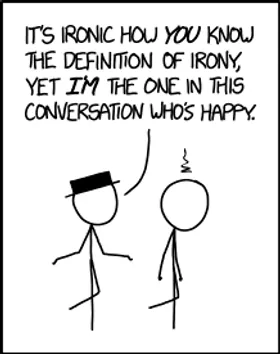 IT'S IRONIC HOW YOU KNOW
THE DEFINITION OF IRONY,
YET I'M THE ONE IN THIS
CONVERSATION WHO'S HAPPY.